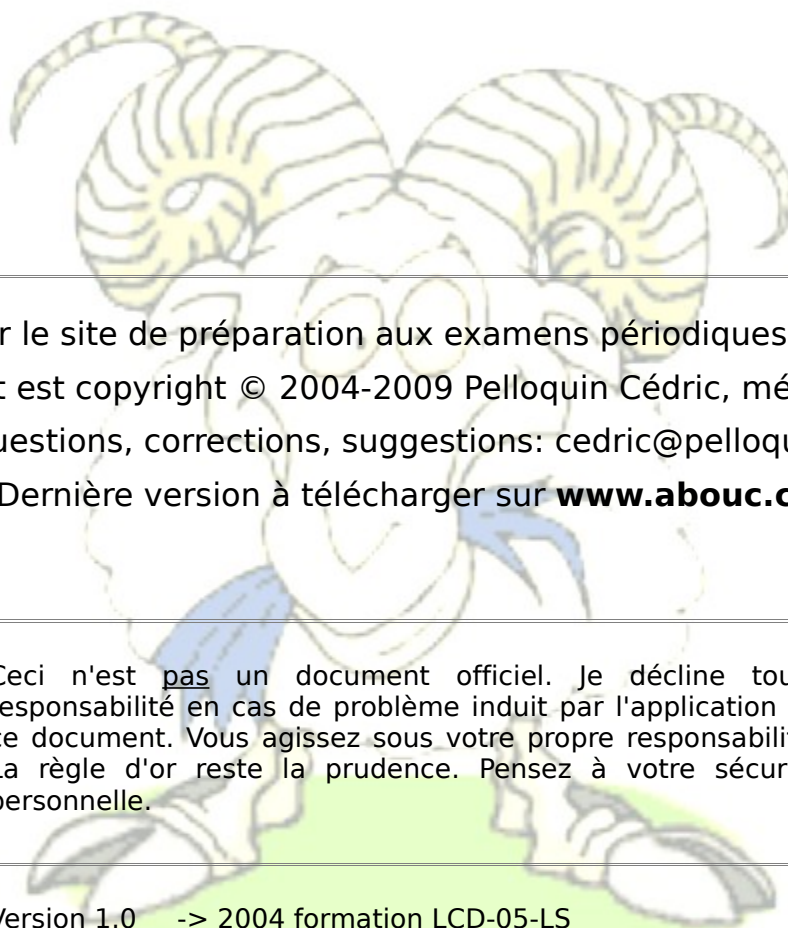 r le site de préparation aux examens périodiques
t est copyright © 2004-2009 Pelloquin Cédric, mé
uestions, corrections, suggestions: cedric@pelloqu
Dernière version à télécharger sur www.abouc.c
Ceci n'est pas un document officiel. Je décline tou
responsabilité en cas de problème induit par l'application
ce document. Vous agissez sous votre propre responsabilit
La règle d'or reste la prudence. Pensez à votre sécur
personnelle.
Version 1.0 -> 2004 formation LCD-05-LS